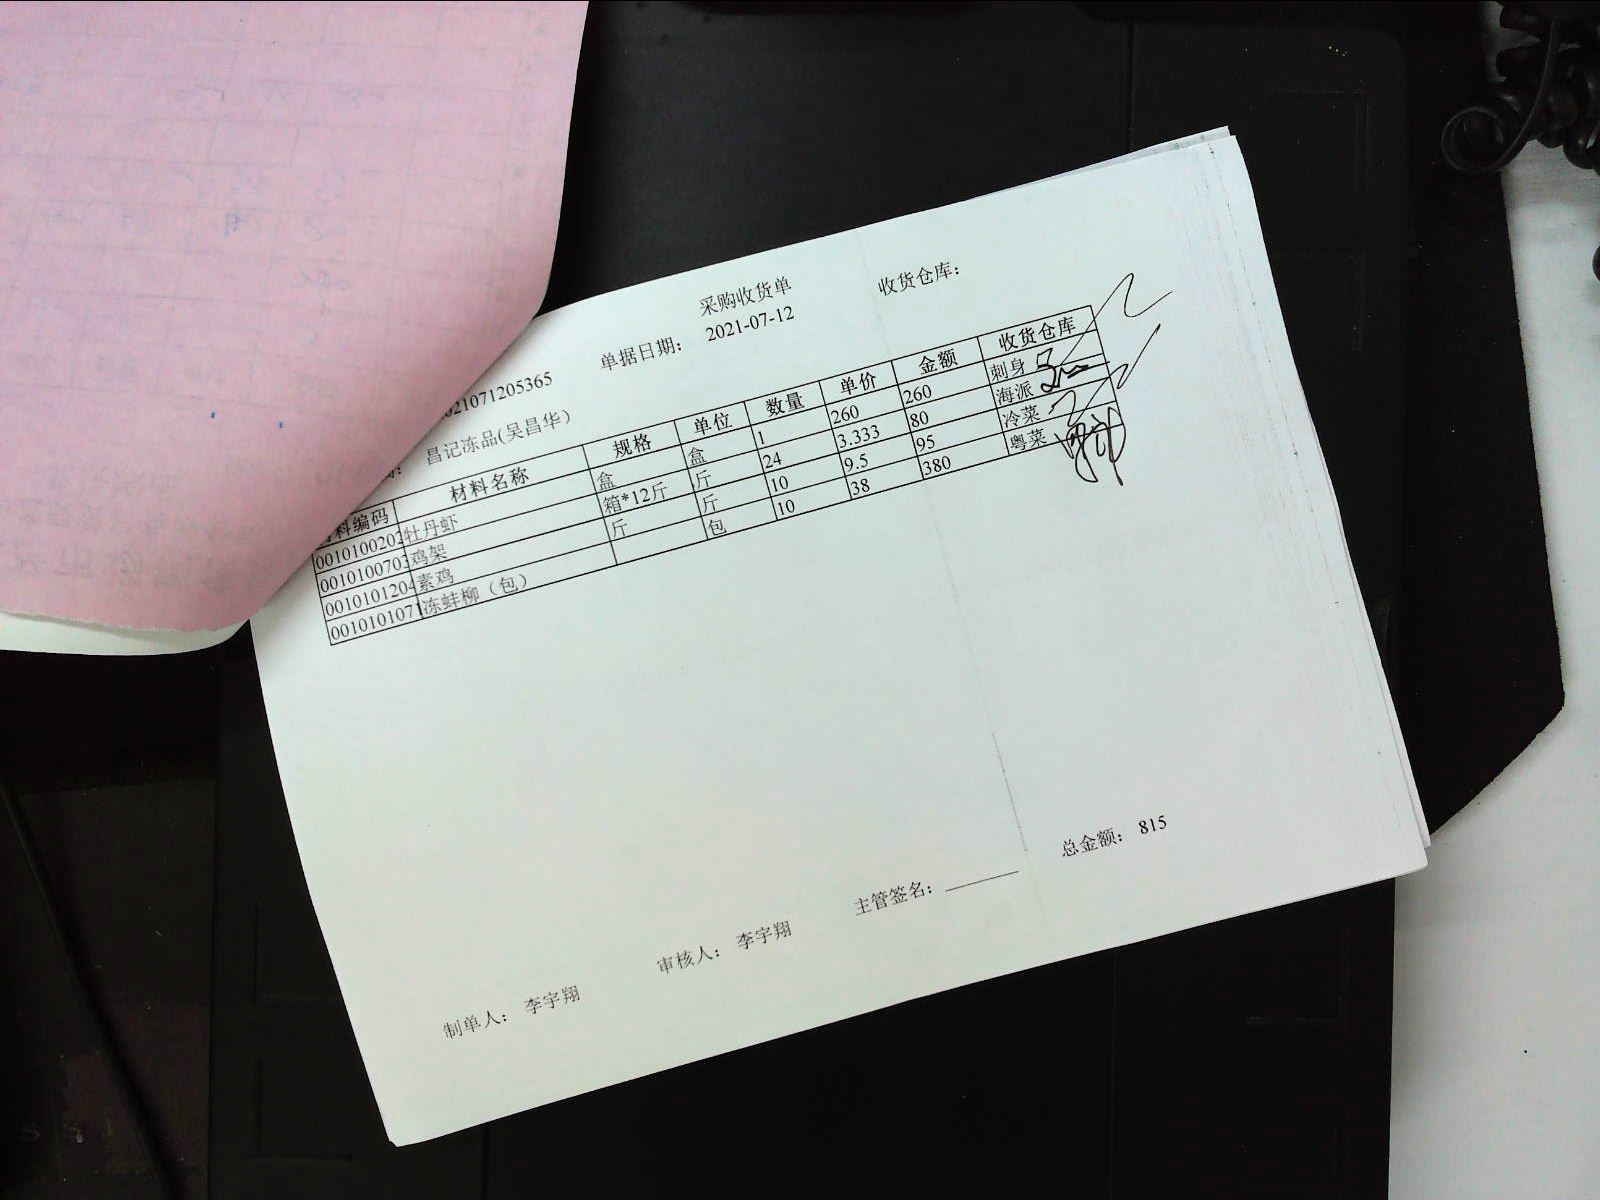 采购收货单
收货仓库：
单据日期： 2021-07-12
021071205365
昌记冻品(吴昌华)
料编码 材料名称 规格 单位 数量 单价 金额 收货仓库
0010100202 牡丹虾 盒 盒 1 260 260 刺身
001010070 鸡架 箱*12斤 斤 24 3.333 80 海派
0010101204 素鸡 斤 斤 10 9.5 95 冷菜
001010107 冻蚌柳（包） 包 10 38 380 粤菜
总金额： 815
制单人： 李宇翔 审核人： 李宇翔 主管签名：